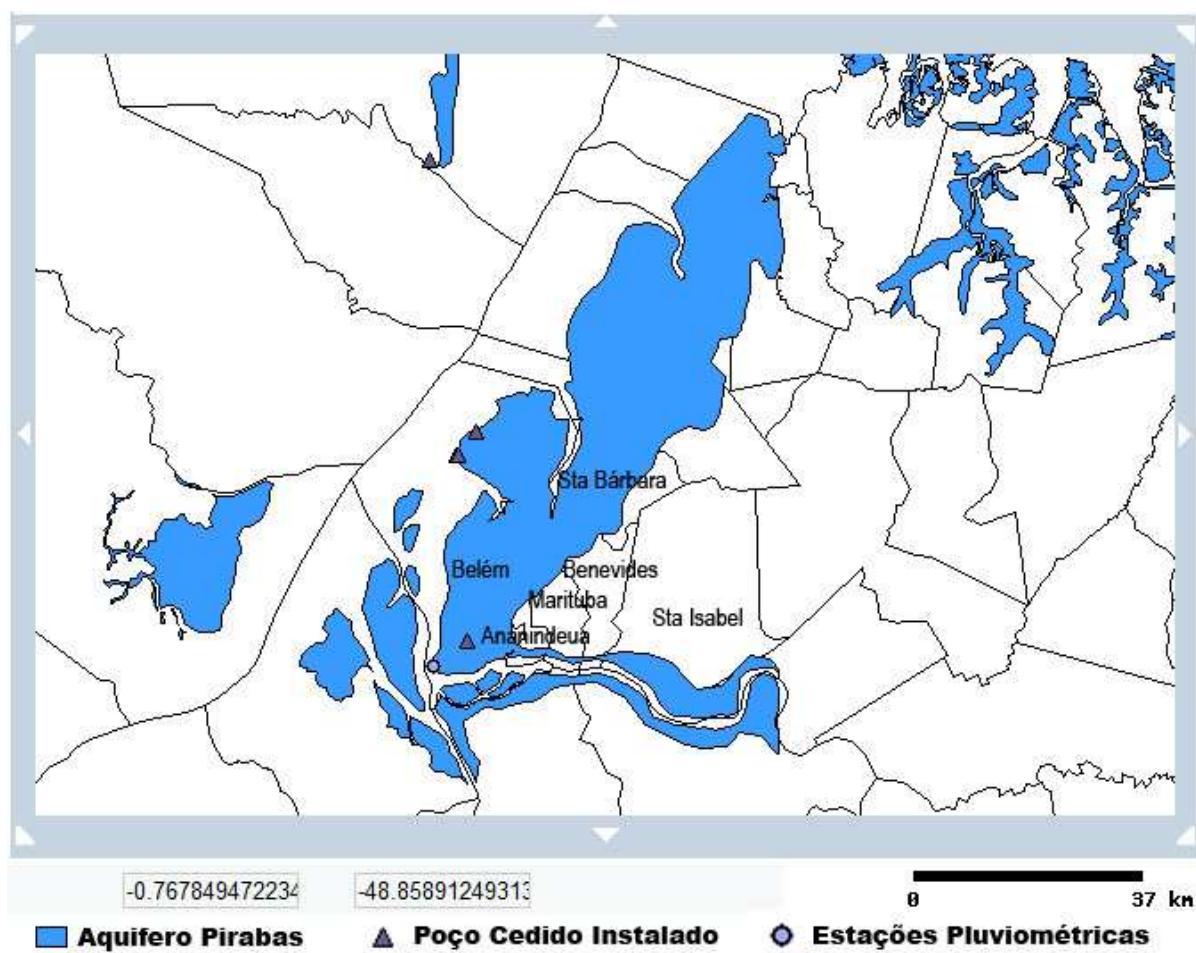 Sta Bárbara
Belém
Benevides
Marituba
Sta Isabel
Ananindeua
-0.767849472234
-48.85891249313
0 37 km
Aquifero Pirabas
Poço Cedido Instalado
Estações Pluviométricas